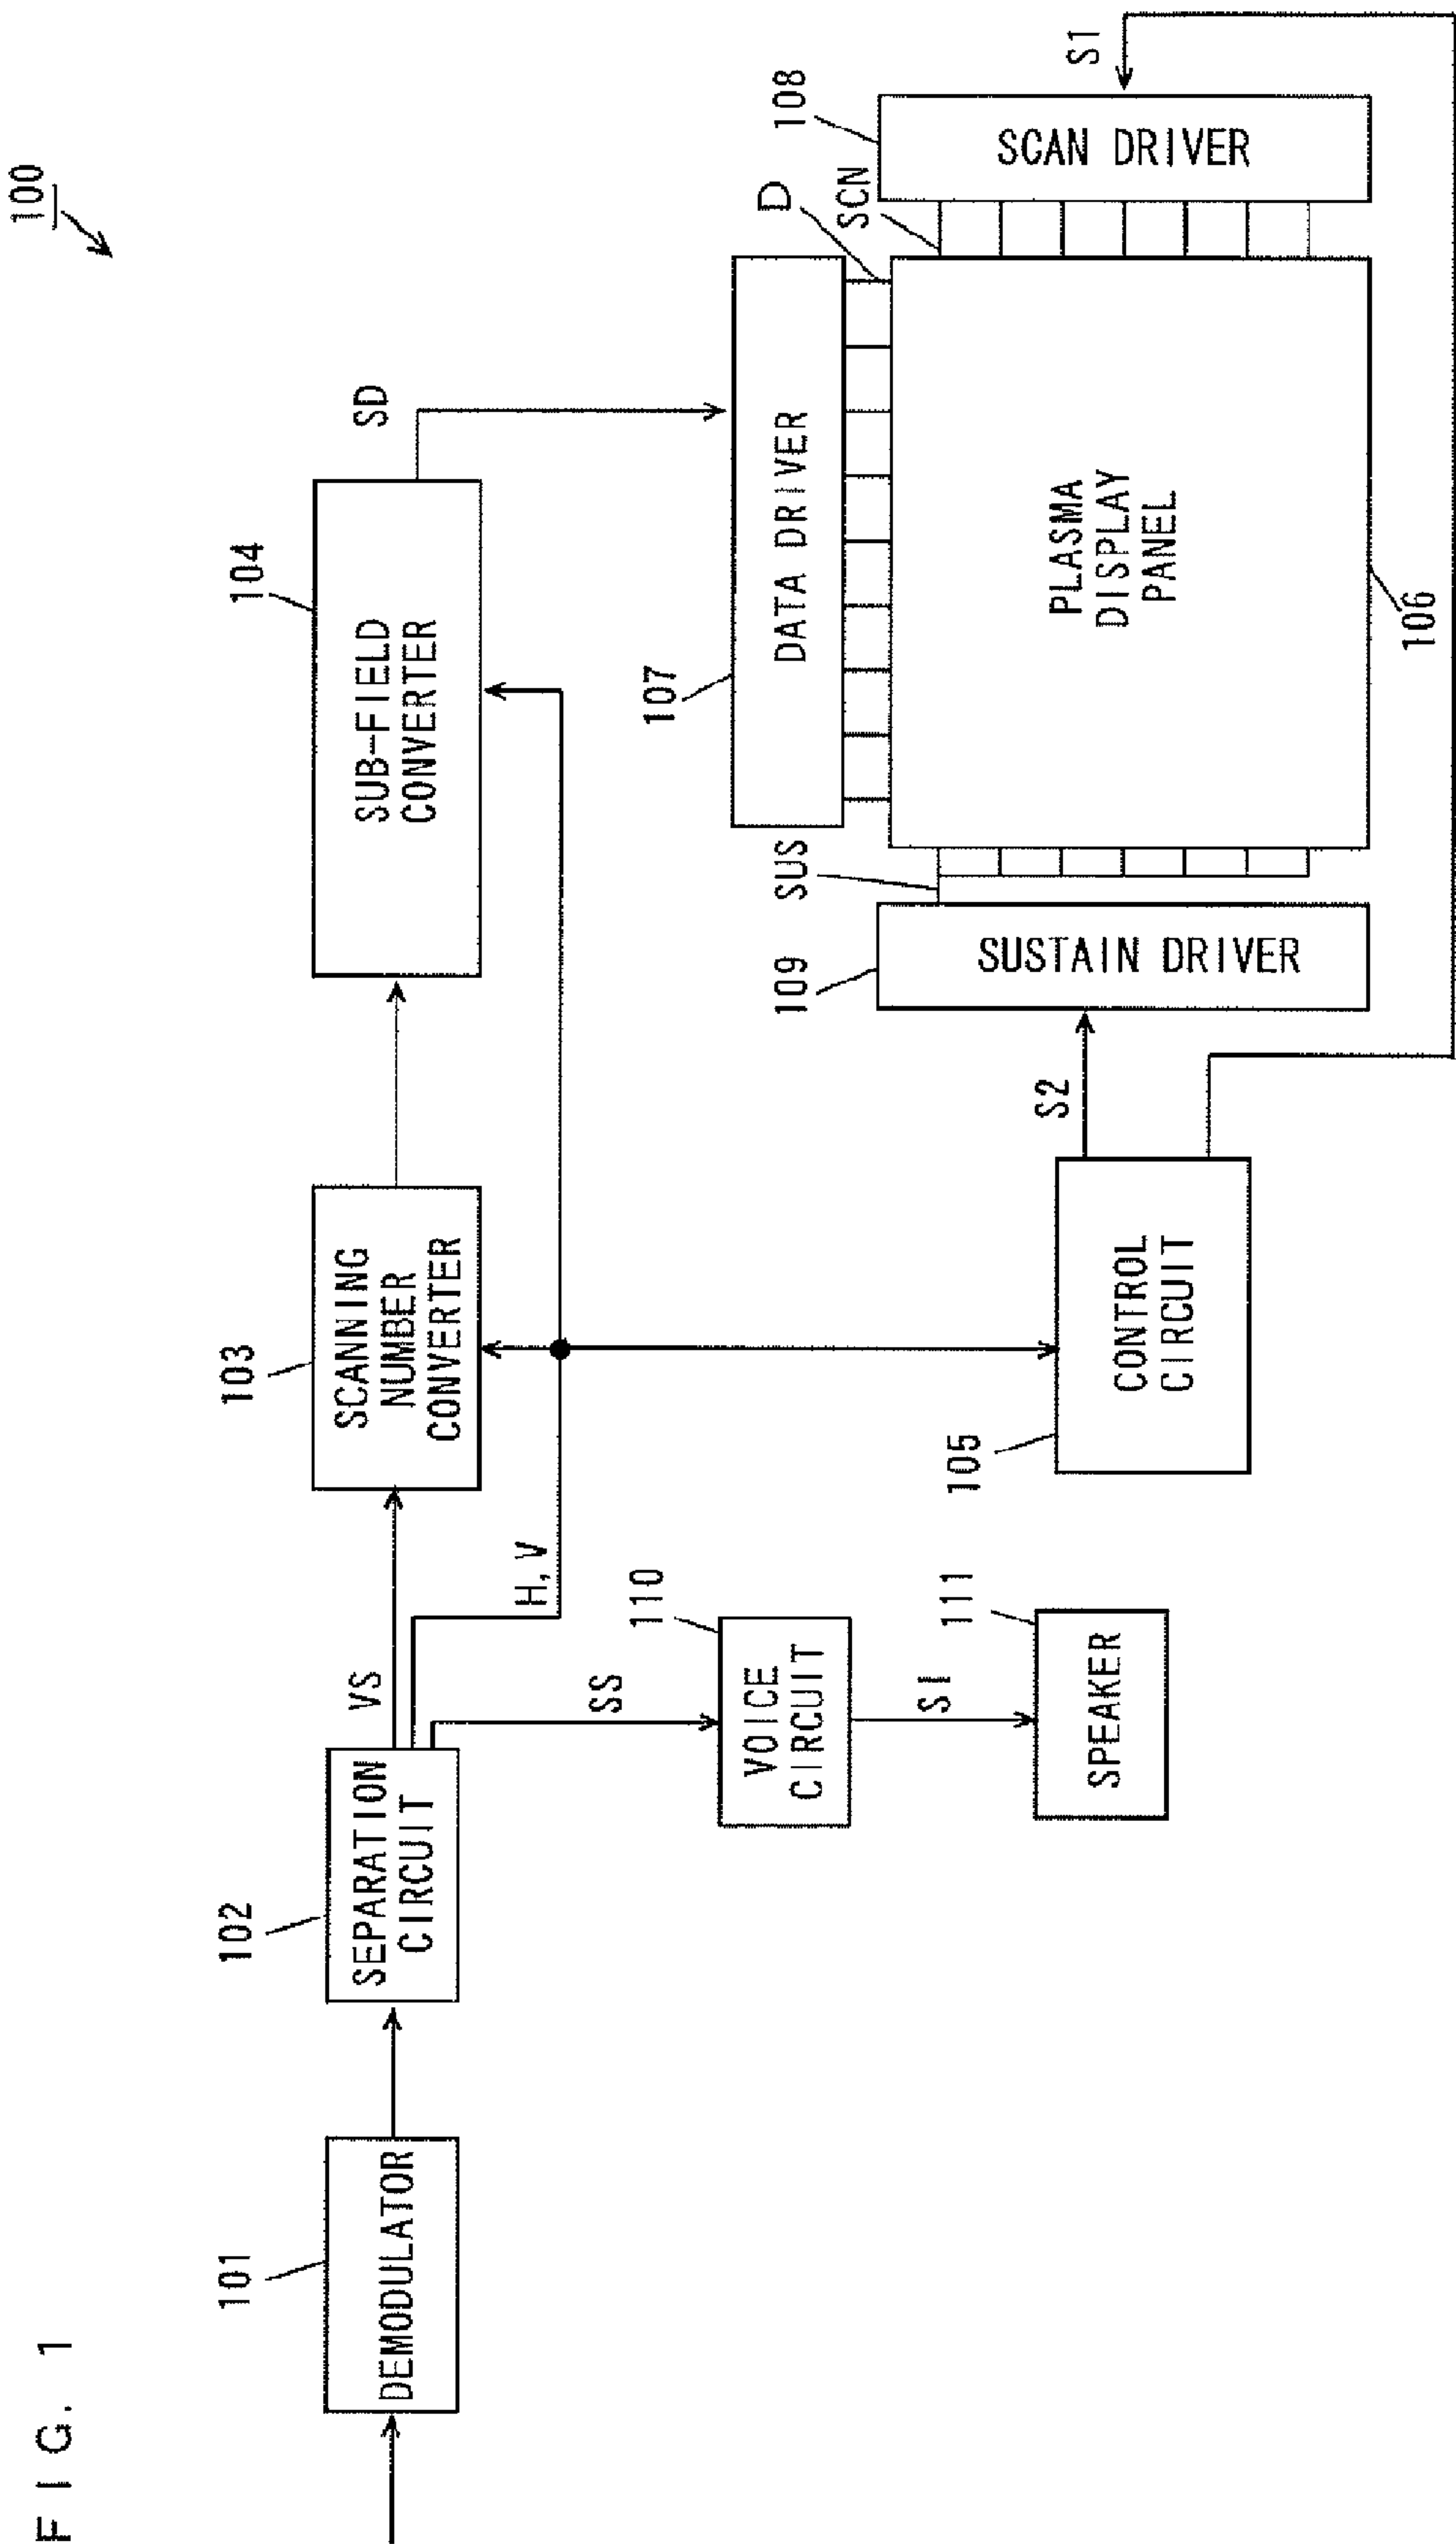 FIG. 1
100
101
DEMODULATOR
102
SEPARATION
CIRCUIT
VS
H, V
SS
103
SCANNING
NUMBER
CONVERTER
104
SUB-FIELD
CONVERTER
SD
110
VOICE
CIRCUIT
SI
111
SPEAKER
105
CONTROL
CIRCUIT
S2
S1
107
DATA DRIVER
D
109
SUSTAIN DRIVER
SUS
PLASMA
DISPLAY
PANEL
106
SCN
108
SCAN DRIVER